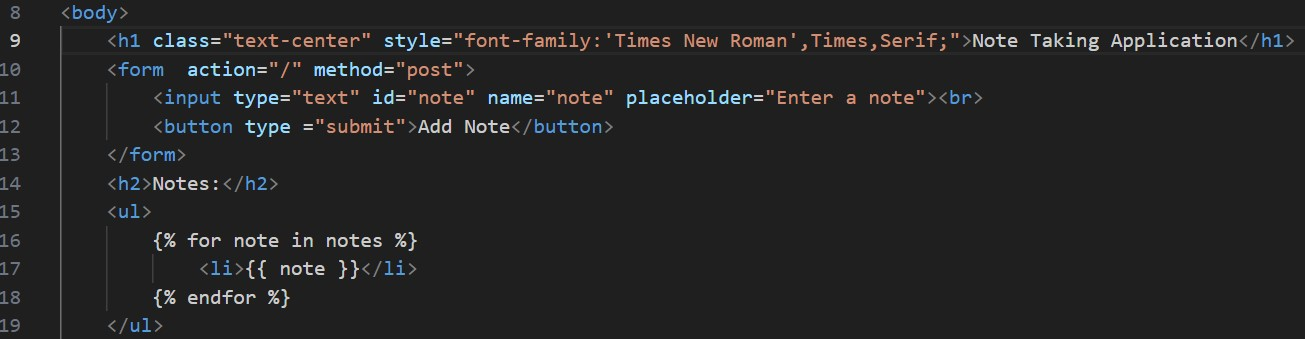 8 <body>
9 <h1 class="text-center" style="font-family:'Times New Roman',Times,Serif;">Note Taking Application</h1>
10 <form  action="/" method="post">
11 <input type="text" id="note" name="note" placeholder="Enter a note"><br>
12 <button type ="submit">Add Note</button>
13 </form>
14 <h2>Notes:</h2>
15 <ul>
16 {% for note in notes %}
17 <li>{{ note }}</li>
18 {% endfor %}
19 </ul>